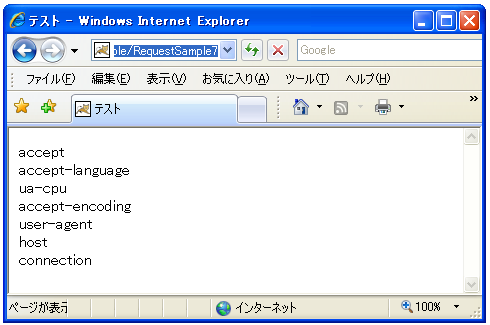 テスト - Windows Internet Explorer
ple/RequestSample7
Google
ファイル(F) 編集(E) 表示(V) お気に入り(A) ツール(T) ヘルプ(H)
テスト
»
accept
accept-language
ua-cpu
accept-encoding
user-agent
host
connection
ページが表示 インターネット 100%